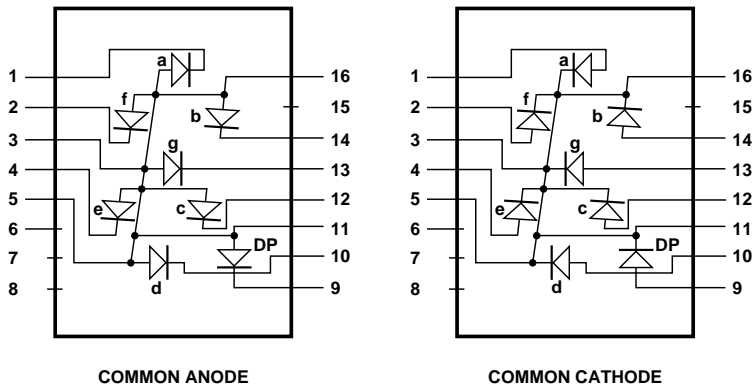 a a
1 16 1 16
f f
2 15 2 15
b b
3 14 3 14
g g
4 13 4 13
e c 12 e c 12
5 5
6 11 6 11
DP DP
7 10 7 10
d d
8 9 8 9
COMMON ANODE COMMON CATHODE